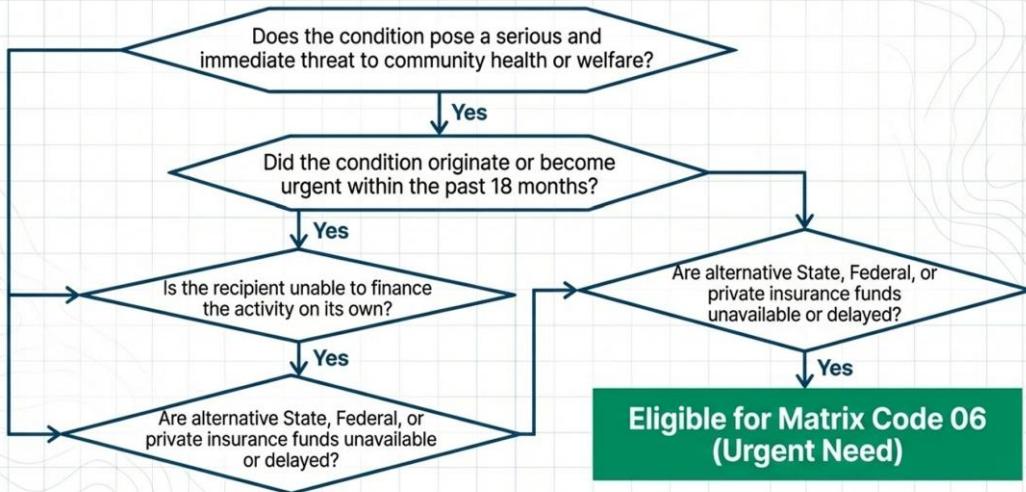 Does the condition pose a serious and
immediate threat to community health or welfare?
Yes
Did the condition originate or become
urgent within the past 18 months?
Yes
Is the recipient unable to finance
the activity on its own?
Yes
Are alternative State, Federal, or
private insurance funds unavailable
or delayed?
Are alternative State, Federal, or
private insurance funds
unavailable or delayed?
Yes
Eligible for Matrix Code 06
(Urgent Need)